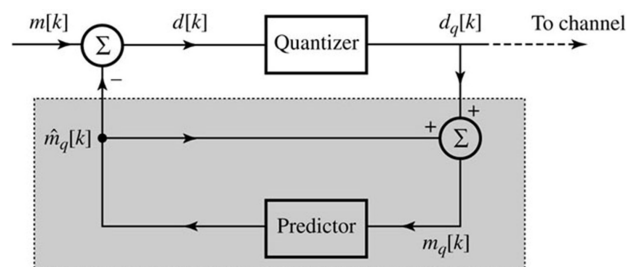 m[k]
Σ
d[k]
Quantizer
d_q[k]
To channel
−
+
+
m̂_q[k]
Σ
Predictor
m_q[k]